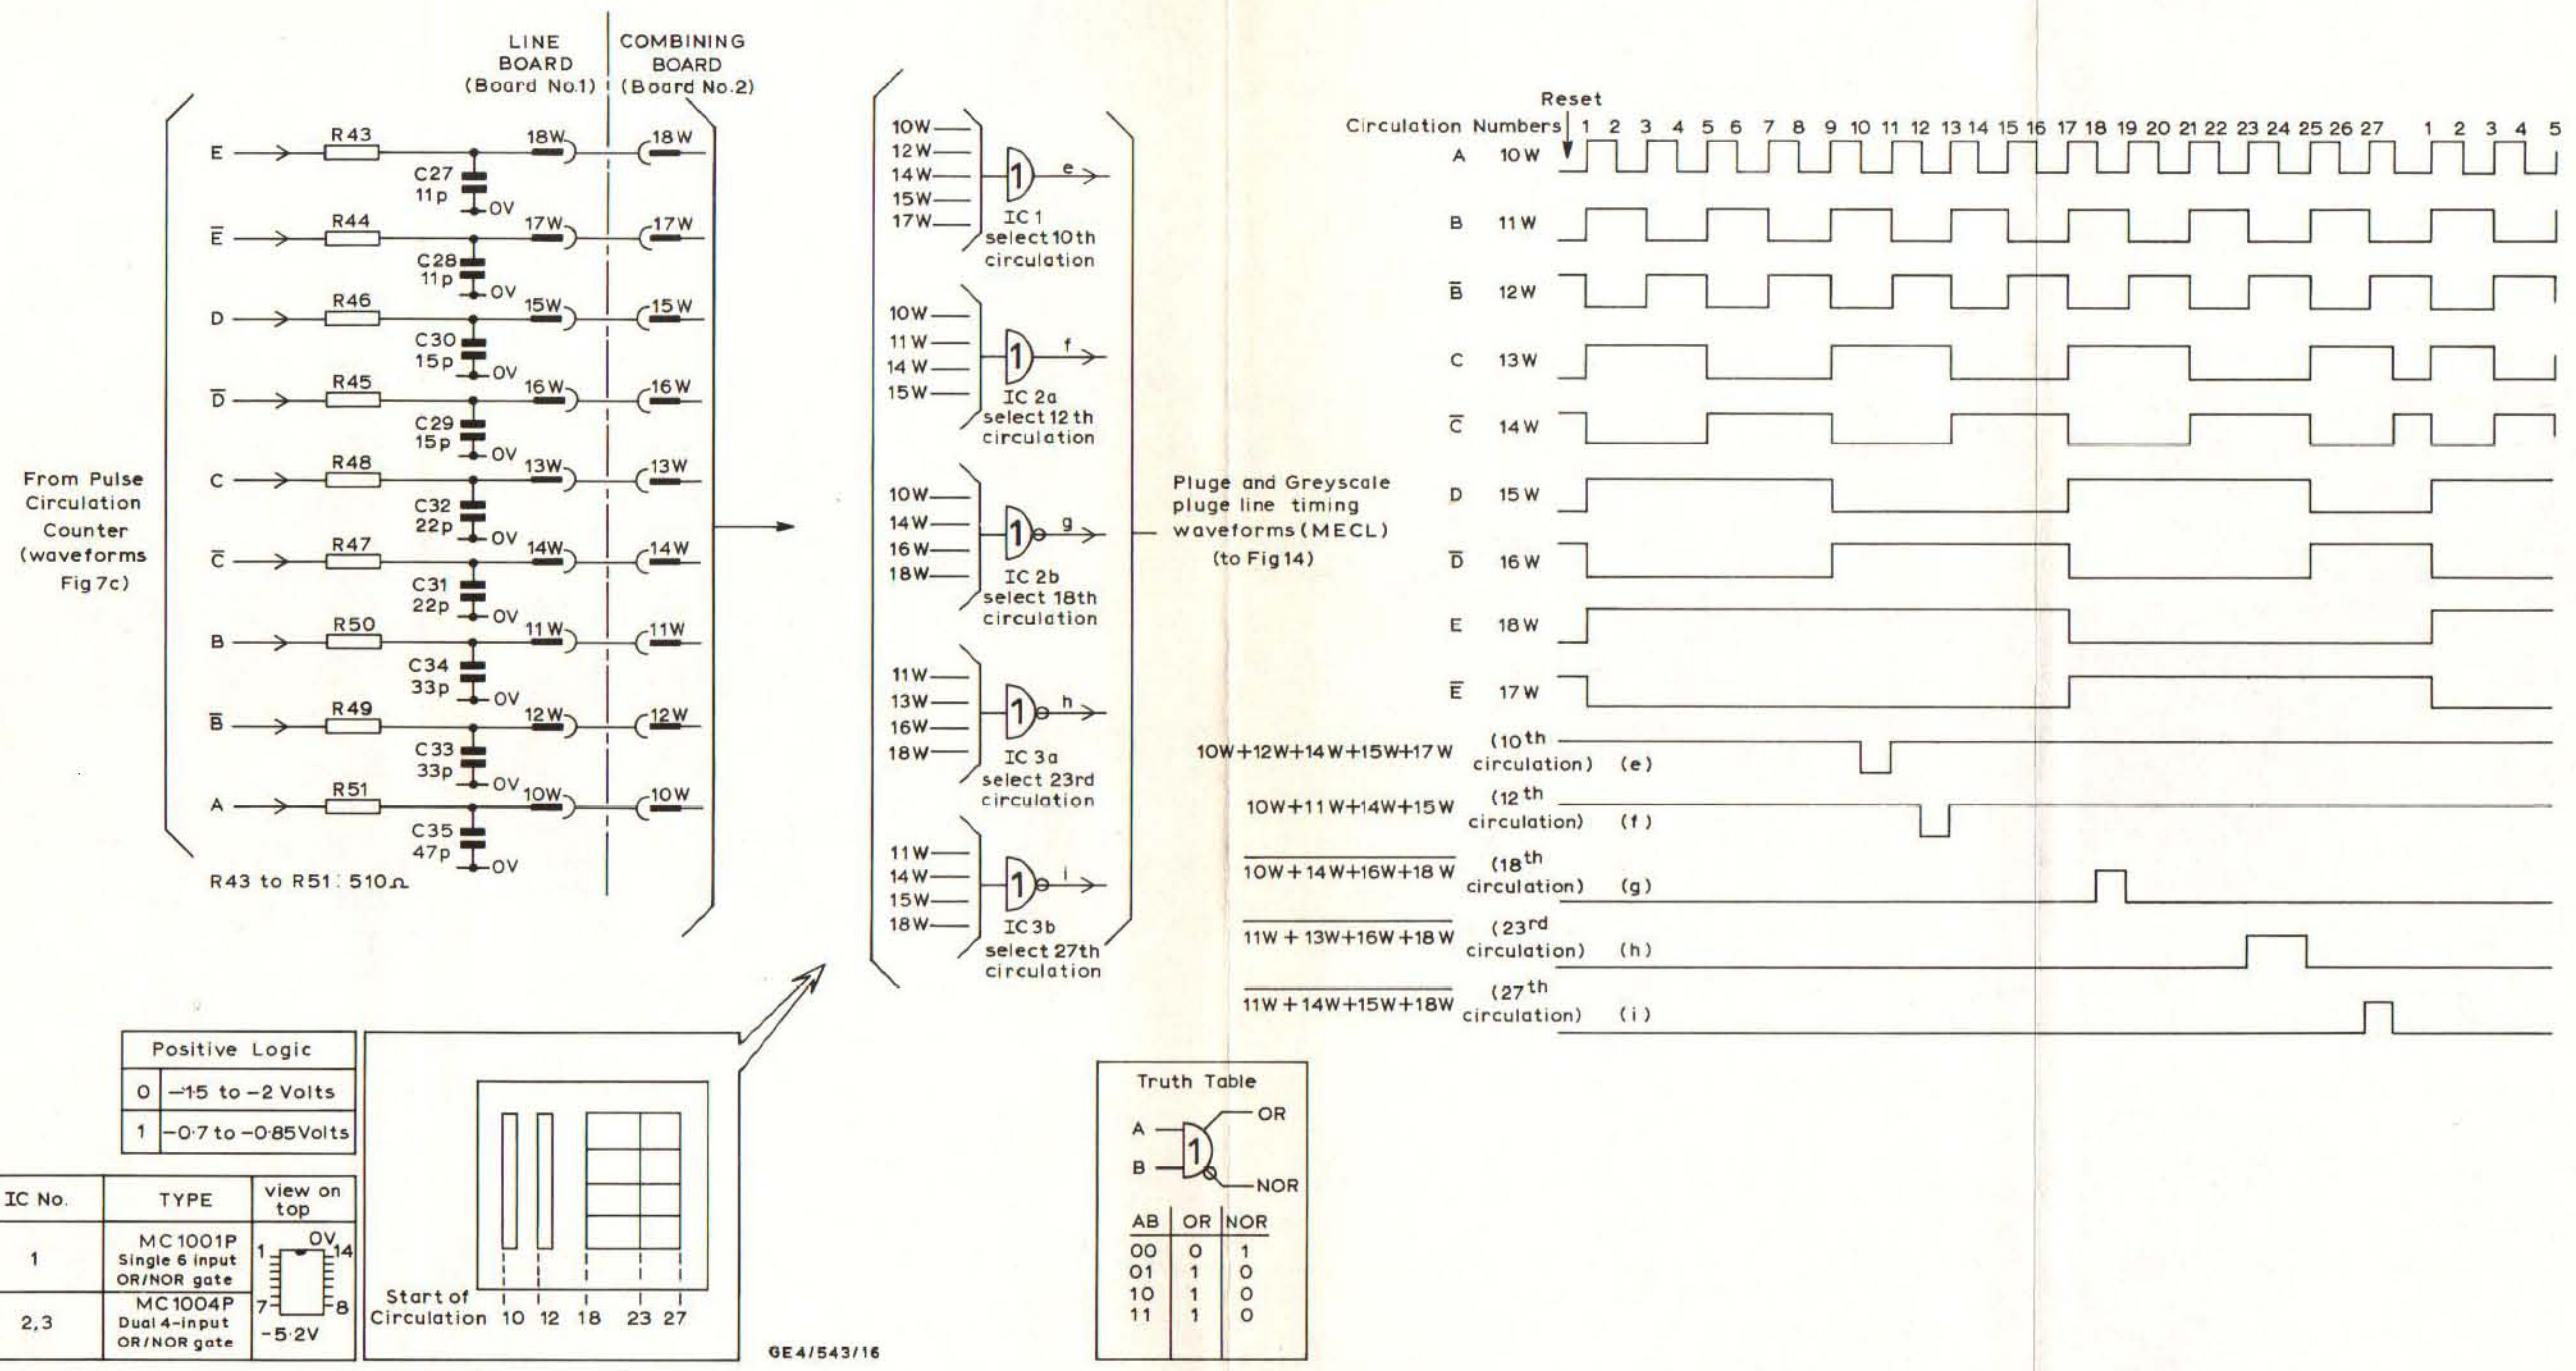 LINE
BOARD
(Board No.1)
COMBINING
BOARD
(Board No.2)
E
R43
18W
18W
C27
11p
0V
E̅
R44
17W
17W
C28
11p
0V
D
R46
15W
15W
C30
15p
0V
D̅
R45
16W
16W
C29
15p
0V
C
R48
13W
13W
C32
22p
0V
C̅
R47
14W
14W
C31
22p
0V
B
R50
11W
11W
C34
33p
0V
B̅
R49
12W
12W
C33
33p
0V
A
R51
10W
10W
C35
47p
0V
R43 to R51: 510Ω
From Pulse
Circulation
Counter
(waveforms
Fig 7c)
10W
12W
14W
15W
17W
1
e
IC 1
select 10th
circulation
10W
11W
14W
15W
1
f
IC 2a
select 12th
circulation
10W
14W
16W
18W
1
g
IC 2b
select 18th
circulation
11W
13W
16W
18W
1
h
IC 3a
select 23rd
circulation
11W
14W
15W
18W
1
i
IC3b
select 27th
circulation
Pluge and Greyscale
pluge line timing
waveforms (MECL)
(to Fig 14)
Reset
Circulation Numbers 1 2 3 4 5 6 7 8 9 10 11 12 13 14 15 16 17 18 19 20 21 22 23 24 25 26 27 1 2 3 4 5
A 10W
B 11W
B̅ 12W
C 13W
C̅ 14W
D 15W
D̅ 16W
E 18W
E̅ 17W
10W+12W+14W+15W+17W (10th circulation) (e)
10W+11W+14W+15W (12th circulation) (f)
10W+14W+16W+18W (18th circulation) (g)
11W+13W+16W+18W (23rd circulation) (h)
11W+14W+15W+18W (27th circulation) (i)
Positive Logic
0 -1·5 to -2 Volts
1 -0·7 to -0·85 Volts
IC No. TYPE view on top
1 MC1001P
Single 6 input
OR/NOR gate
2,3 MC1004P
Dual 4-input
OR/NOR gate
0V
1 14
7 8
-5·2V
Start of
Circulation 10 12 18 23 27
GE4/543/16
Truth Table
A
B
1
OR
NOR
AB OR NOR
00 0 1
01 1 0
10 1 0
11 1 0